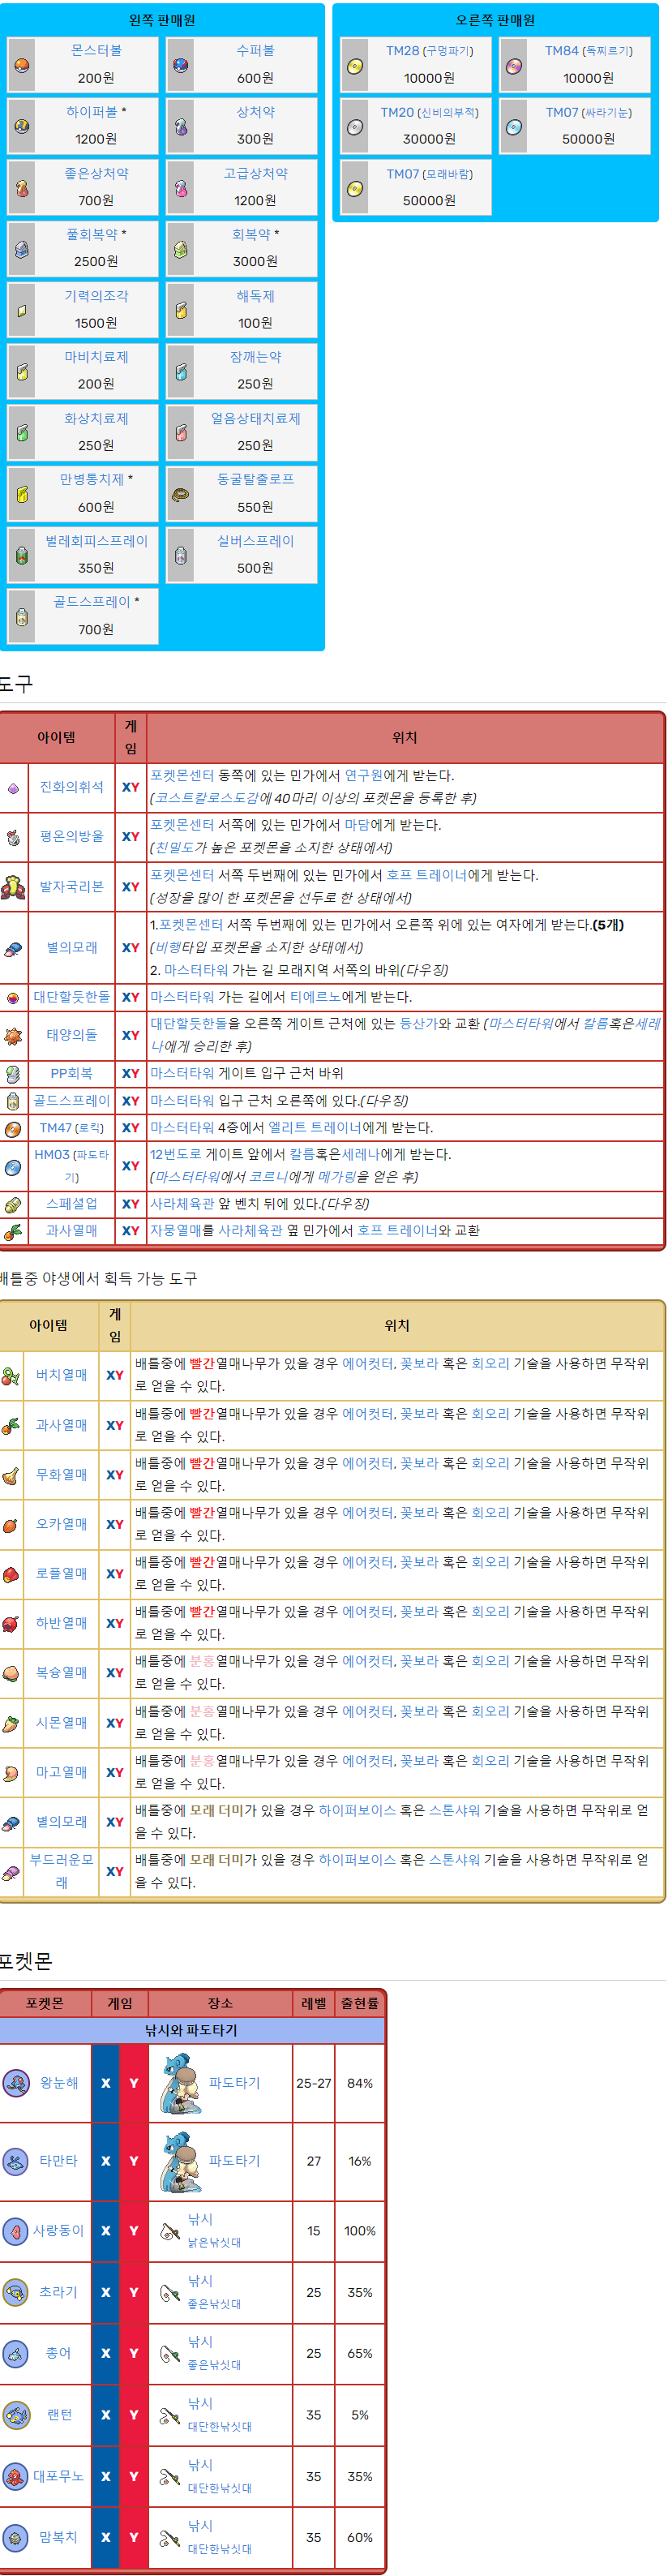 왼쪽 판매원
몬스터볼
200원
수퍼볼
600원
하이퍼볼 *
1200원
상처약
300원
좋은상처약
700원
고급상처약
1200원
풀회복약 *
2500원
회복약 *
3000원
기력의조각
1500원
해독제
100원
마비치료제
200원
잠깨는약
250원
화상치료제
250원
얼음상태치료제
250원
만병통치제 *
600원
동굴탈출로프
550원
벌레회피스프레이
350원
실버스프레이
500원
골드스프레이 *
700원
오른쪽 판매원
TM28 (구멍파기)
10000원
TM84 (독찌르기)
10000원
TM20 (신비의부적)
30000원
TM07 (싸라기눈)
50000원
TM07 (모래바람)
50000원
도구
아이템 게임 위치
진화의휘석 XY 포켓몬센터 동쪽에 있는 민가에서 연구원에게 받는다.
(코스트칼로스도감에 40마리 이상의 포켓몬을 등록한 후)
평온의방울 XY 포켓몬센터 서쪽에 있는 민가에서 마담에게 받는다.
(친밀도가 높은 포켓몬을 소지한 상태에서)
발자국리본 XY 포켓몬센터 서쪽 두번째에 있는 민가에서 호프 트레이너에게 받는다.
(성장을 많이 한 포켓몬을 선두로 한 상태에서)
별의모래 XY 1.포켓몬센터 서쪽 두번째에 있는 민가에서 오른쪽 위에 있는 여자에게 받는다.(5개)
(비행타입 포켓몬을 소지한 상태에서)
2. 마스터타워 가는 길 모래지역 서쪽의 바위(다우징)
대단할듯한돌 XY 마스터타워 가는 길에서 티에르노에게 받는다.
태양의돌 XY 대단할듯한돌을 오른쪽 게이트 근처에 있는 등산가와 교환 (마스터타워에서 칼름혹은세레
나에게 승리한 후)
PP회복 XY 마스터타워 게이트 입구 근처 바위
골드스프레이 XY 마스터타워 입구 근처 오른쪽에 있다.(다우징)
TM47 (로킥) XY 마스터타워 4층에서 엘리트 트레이너에게 받는다.
HM03 (파도타기) XY 12번도로 게이트 앞에서 칼름혹은세레나에게 받는다.
(마스터타워에서 코르니에게 메가링을 얻은 후)
스페셜업 XY 사라체육관 앞 벤치 뒤에 있다.(다우징)
과사열매 XY 자뭉열매를 사라체육관 옆 민가에서 호프 트레이너와 교환
배틀중 야생에서 획득 가능 도구
아이템 게임 위치
버치열매 XY 배틀중에 빨간열매나무가 있을 경우 에어컷터, 꽃보라 혹은 회오리 기술을 사용하면 무작위
로 얻을 수 있다.
과사열매 XY 배틀중에 빨간열매나무가 있을 경우 에어컷터, 꽃보라 혹은 회오리 기술을 사용하면 무작위
로 얻을 수 있다.
무화열매 XY 배틀중에 빨간열매나무가 있을 경우 에어컷터, 꽃보라 혹은 회오리 기술을 사용하면 무작위
로 얻을 수 있다.
오카열매 XY 배틀중에 빨간열매나무가 있을 경우 에어컷터, 꽃보라 혹은 회오리 기술을 사용하면 무작위
로 얻을 수 있다.
로플열매 XY 배틀중에 빨간열매나무가 있을 경우 에어컷터, 꽃보라 혹은 회오리 기술을 사용하면 무작위
로 얻을 수 있다.
하반열매 XY 배틀중에 빨간열매나무가 있을 경우 에어컷터, 꽃보라 혹은 회오리 기술을 사용하면 무작위
로 얻을 수 있다.
복슝열매 XY 배틀중에 분홍열매나무가 있을 경우 에어컷터, 꽃보라 혹은 회오리 기술을 사용하면 무작위
로 얻을 수 있다.
시몬열매 XY 배틀중에 분홍열매나무가 있을 경우 에어컷터, 꽃보라 혹은 회오리 기술을 사용하면 무작위
로 얻을 수 있다.
마고열매 XY 배틀중에 분홍열매나무가 있을 경우 에어컷터, 꽃보라 혹은 회오리 기술을 사용하면 무작위
로 얻을 수 있다.
별의모래 XY 배틀중에 모래 더미가 있을 경우 하이퍼보이스 혹은 스톤샤워 기술을 사용하면 무작위로 얻
을 수 있다.
부드러운모래 XY 배틀중에 모래 더미가 있을 경우 하이퍼보이스 혹은 스톤샤워 기술을 사용하면 무작위로 얻
을 수 있다.
포켓몬
포켓몬 게임 장소 레벨 출현률
낚시와 파도타기
왕눈해 X Y 파도타기 25-27 84%
타만타 X Y 파도타기 27 16%
사랑동이 X Y 낚시 낡은낚싯대 15 100%
초라기 X Y 낚시 좋은낚싯대 25 35%
총어 X Y 낚시 좋은낚싯대 25 65%
랜턴 X Y 낚시 대단한낚싯대 35 5%
대포무노 X Y 낚시 대단한낚싯대 35 35%
맘복치 X Y 낚시 대단한낚싯대 35 60%